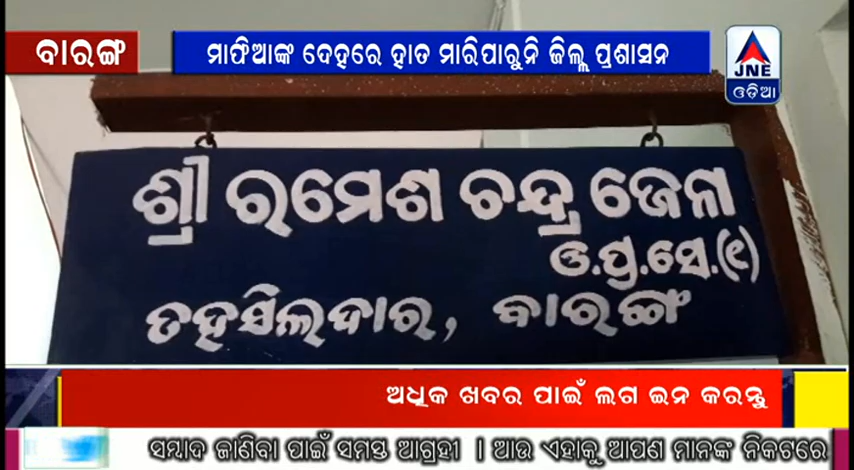 ବାରଙ୍ଗ
ମାଫିଆଙ୍କ ଦେହରେ ହାତ ମାରିପାରୁନି ଜିଲ୍ଲା ପ୍ରଶାସନ
JNE
ଓଡିଆ
ଶ୍ରୀ ରମେଶ ଚନ୍ଦ୍ର ଜେନା
ଓ.ପ୍ର.ସେ.(୧)
ତହସିଲଦାର, ବାରଙ୍ଗ
ଅଧିକ ଖବର ପାଇଁ ଲଗ ଇନ କରନ୍ତୁ
ସମ୍ବାଦ ଜାଣିବା ପାଇଁ ସମସ୍ତ ଆଗ୍ରହୀ । ଆଉ ଏହାକୁ ଆପଣ ମାନଙ୍କ ନିକଟରେ